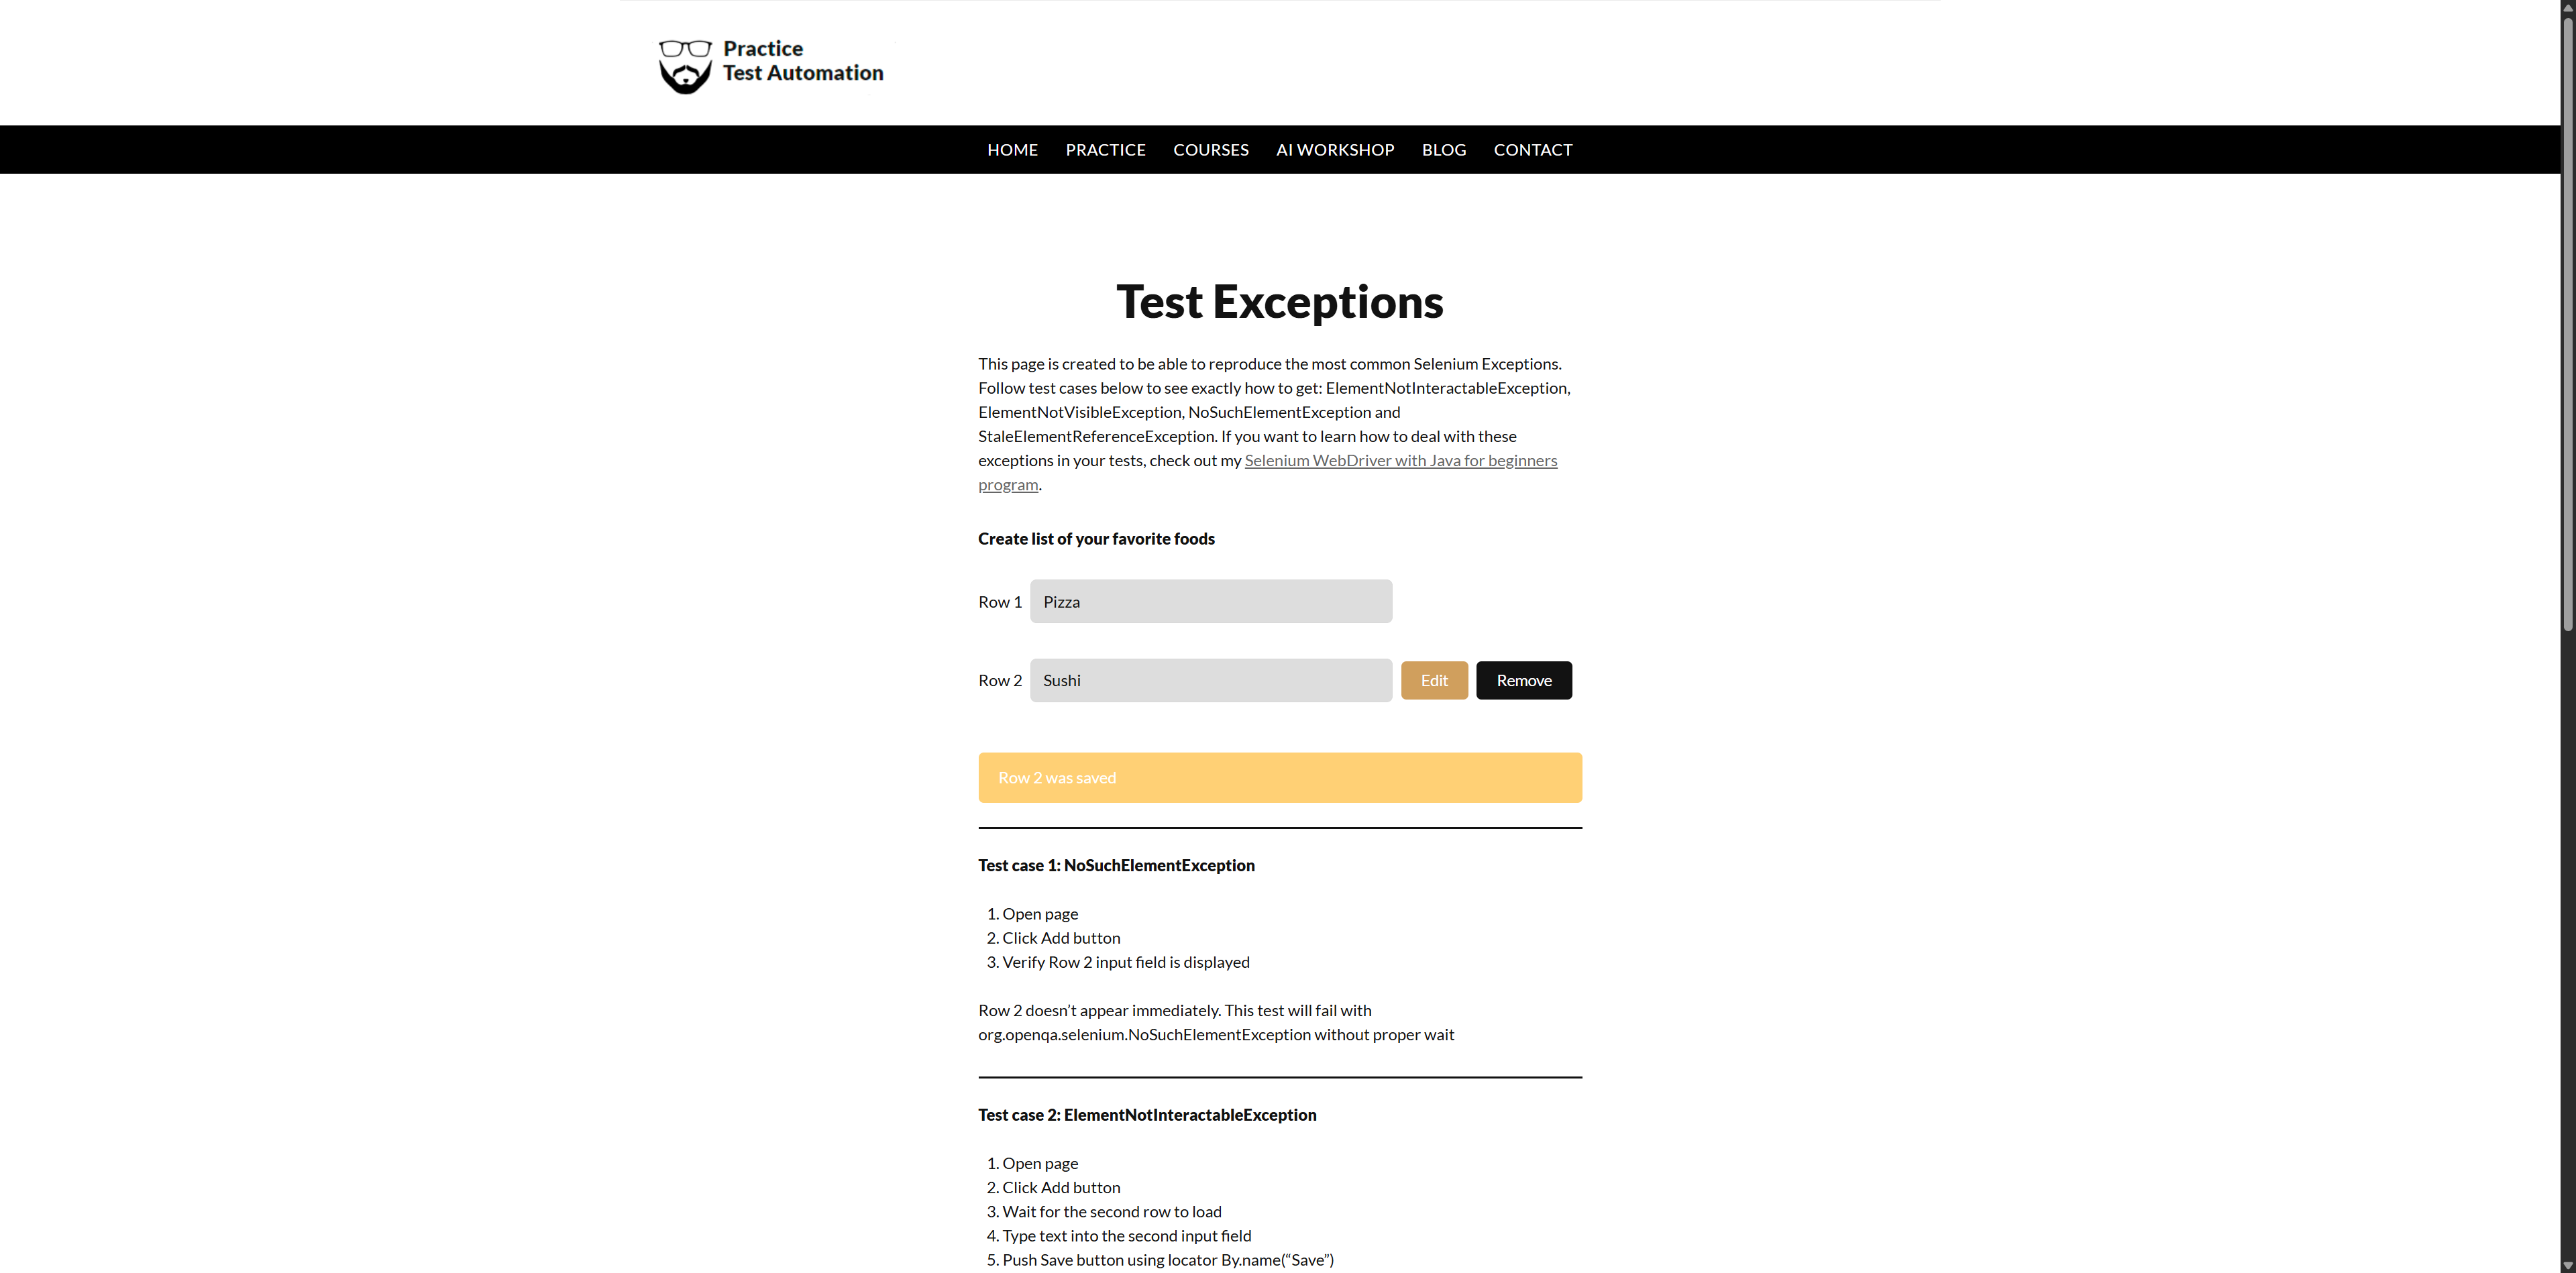 Practice
Test Automation
HOME PRACTICE COURSES AI WORKSHOP BLOG CONTACT
Test Exceptions
This page is created to be able to reproduce the most common Selenium Exceptions.
Follow test cases below to see exactly how to get: ElementNotInteractableException,
ElementNotVisibleException, NoSuchElementException and
StaleElementReferenceException. If you want to learn how to deal with these
exceptions in your tests, check out my Selenium WebDriver with Java for beginners
program.
Create list of your favorite foods
Row 1 Pizza
Row 2 Sushi Edit Remove
Row 2 was saved
Test case 1: NoSuchElementException
1. Open page
2. Click Add button
3. Verify Row 2 input field is displayed
Row 2 doesn’t appear immediately. This test will fail with
org.openqa.selenium.NoSuchElementException without proper wait
Test case 2: ElementNotInteractableException
1. Open page
2. Click Add button
3. Wait for the second row to load
4. Type text into the second input field
5. Push Save button using locator By.name(“Save”)